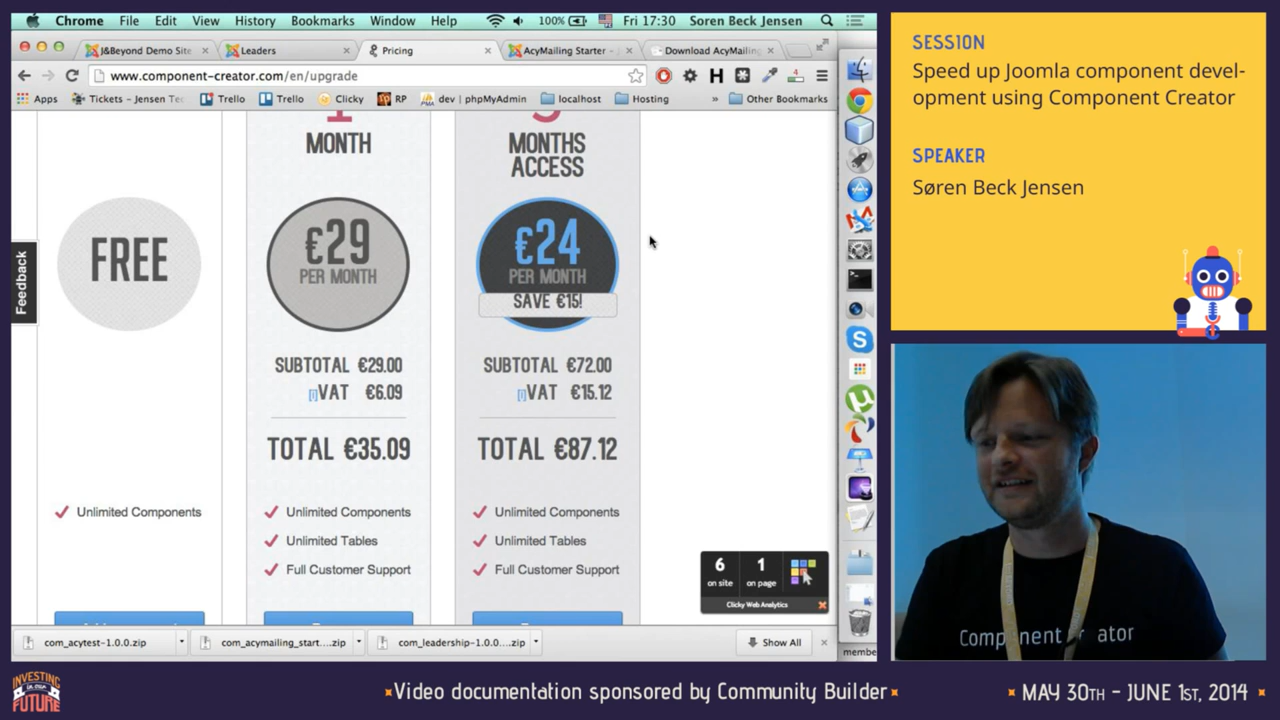 Chrome File Edit View History Bookmarks Window Help 100% Fri 17:30 Soren Beck Jensen
J&Beyond Demo Site
Leaders
Pricing
AcyMailing Starter -
Download AcyMailing
www.component-creator.com/en/upgrade
Apps Tickets - Jensen Tec Trello Trello Clicky RP dev | phpMyAdmin localhost Hosting » Other Bookmarks
Feedback
FREE
✓ Unlimited Components
MONTH
€29
PER MONTH
SUBTOTAL €29.00
[i]VAT €6.09
TOTAL €35.09
✓ Unlimited Components
✓ Unlimited Tables
✓ Full Customer Support
MONTHS
ACCESS
€24
PER MONTH
SAVE €15!
SUBTOTAL €72.00
[i]VAT €15.12
TOTAL €87.12
✓ Unlimited Components
✓ Unlimited Tables
✓ Full Customer Support
6 1
on site on page
Clicky Web Analytics
com_acytest-1.0.0.zip com_acymailing_start....zip com_leadership-1.0.0....zip Show All
membe
SESSION
Speed up Joomla component devel-
opment using Component Creator
SPEAKER
Søren Beck Jensen
INVESTING
IN OUR
FUTURE
Video documentation sponsored by Community Builder
MAY 30TH - JUNE 1ST, 2014